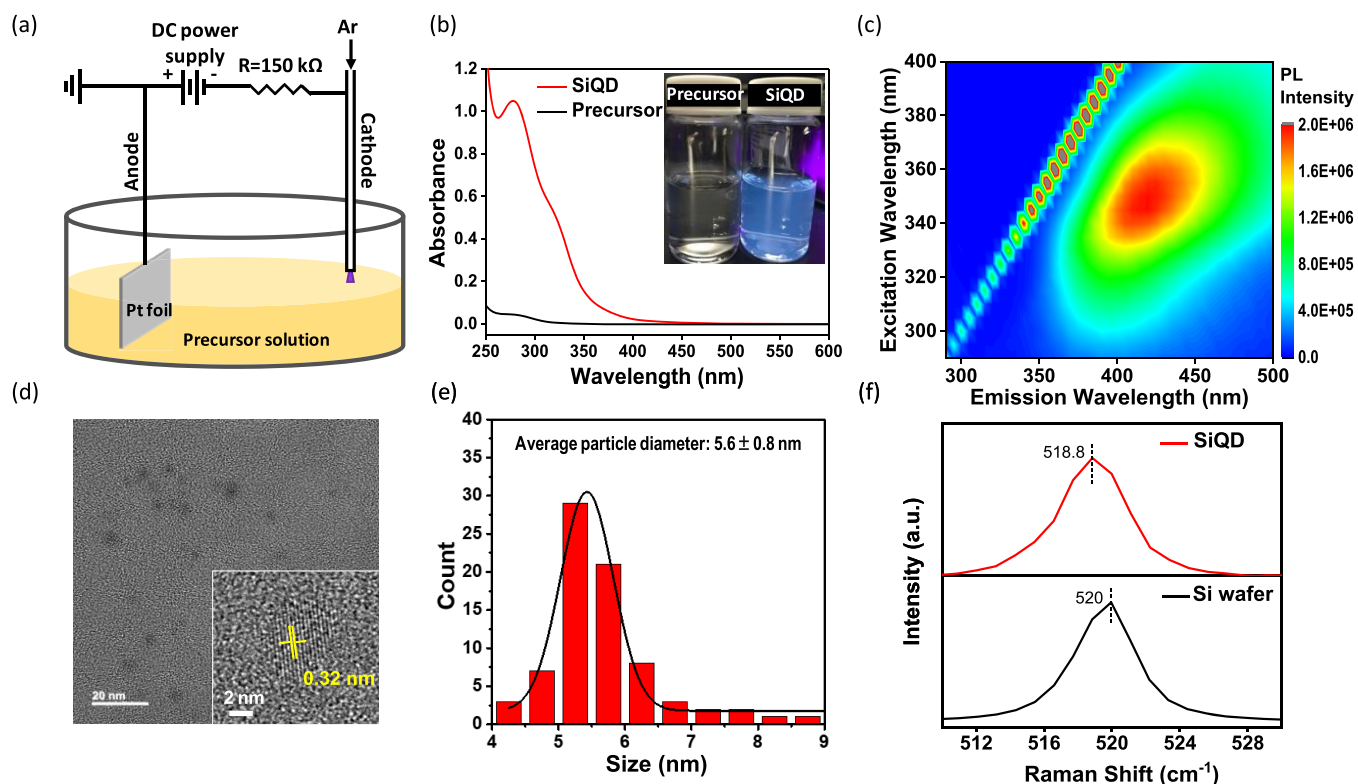 (a)
DC power
supply
+ -
R=150 kΩ
Ar
Anode
Cathode
Pt foil
Precursor solution
(b)
1.2
1.0
0.8
0.6
0.4
0.2
0.0
Absorbance
SiQD
Precursor
Precursor
SiQD
250 300 350 400 450 500 550 600
Wavelength (nm)
(c)
400
380
360
340
320
300
Excitation Wavelength (nm)
300 350 400 450 500
Emission Wavelength (nm)
PL
Intensity
2.0E+06
1.6E+06
1.2E+06
8.0E+05
4.0E+05
0.0
(d)
20 nm
0.32 nm
2 nm
(e)
Average particle diameter: 5.6 ± 0.8 nm
40
35
30
25
20
15
10
5
0
Count
4 5 6 7 8 9
Size (nm)
(f)
SiQD
518.8
Si wafer
520
Intensity (a.u.)
512 516 520 524 528
Raman Shift (cm⁻¹)